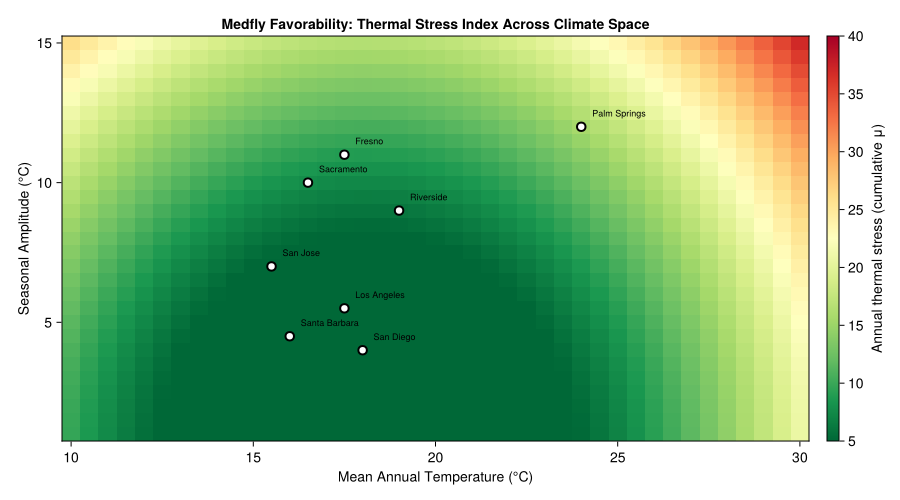 Medfly Favorability: Thermal Stress Index Across Climate Space
15
10
5
Seasonal Amplitude (°C)
Palm Springs
Fresno
Sacramento
Riverside
San Jose
Los Angeles
Santa Barbara
San Diego
10
15
20
25
30
Mean Annual Temperature (°C)
40
35
30
25
20
15
10
5
Annual thermal stress (cumulative μ)